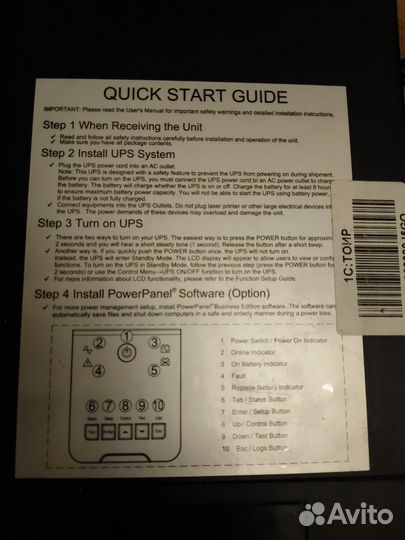 QUICK START GUIDE
IMPORTANT: Please read the User's Manual for important safety warnings and detailed installation instructions.
Step 1 When Receiving the Unit
✓ Read and follow all safety instructions carefully before installation and operation of the unit.
✓ Make sure you have all package contents.
Step 2 Install UPS System
✓ Plug the UPS power cord into an AC outlet.
Note: This UPS is designed with a safety feature to prevent the UPS from powering on during shipment.
Before you can turn on the UPS, you must connect the UPS power cord to an AC power outlet to charge
the battery. The battery will charge whether the UPS is on or off. Charge the battery for at least 8 hours
to ensure maximum battery power capacity. You will not be able to start the UPS using battery power,
if the battery is not fully charged.
✓ Connect equipments into the UPS Outlets. Do not plug laser printer or other large electrical devices into
the UPS. The power demands of these devices may overload and damage the unit.
Step 3 Turn on UPS
✓ There are two ways to turn on your UPS. The easiest way is to press the POWER button for approxim
2 seconds and you will hear a short steady tone (1 second). Release the button after a short beep.
✓ Another way is, if you quickly push the POWER button once, the UPS will not turn on.
Instead, the UPS will enter Standby Mode. The LCD display will allow users to view or config
functions. To turn on the UPS in Standby Mode, follow the previous step (press the POWER button for
2 seconds) or use the Control Menu→UPS ON/OFF function to turn on the UPS.
✓ For more information about LCD functionality, please refer to the Function Setup Guide.
Step 4 Install PowerPanel® Software (Option)
✓ For more power management setup, install PowerPanel® Business Edition software. The software can
automatically save files and shut down computers in a safe and orderly manner during a power loss.
1
2 3
4 5
6 7 8 9 10
Status Setup Control Test Logs
Tab Enter Esc
1 Power Switch / Power On Indicator
2 Online Indicator
3 On Battery Indicator
4 Fault
5 Replace Battery Indicator
6 Tab / Status Button
7 Enter / Setup Button
8 Up / Control Button
9 Down / Test Button
10 Esc / Logs Button
1С:ТОИР
Avito